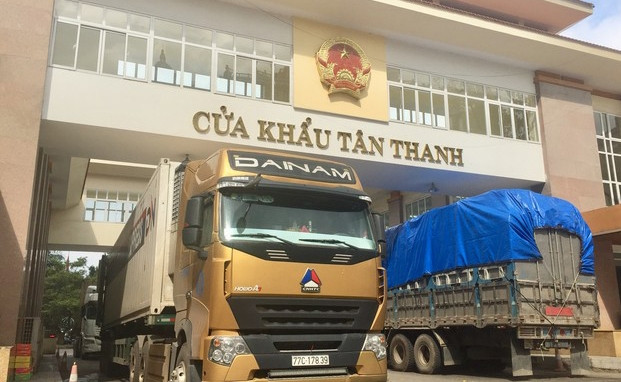 CỬA KHẨU TÂN THANH
DAINAM
HOWO-A7
CNHTC
77C-178.39